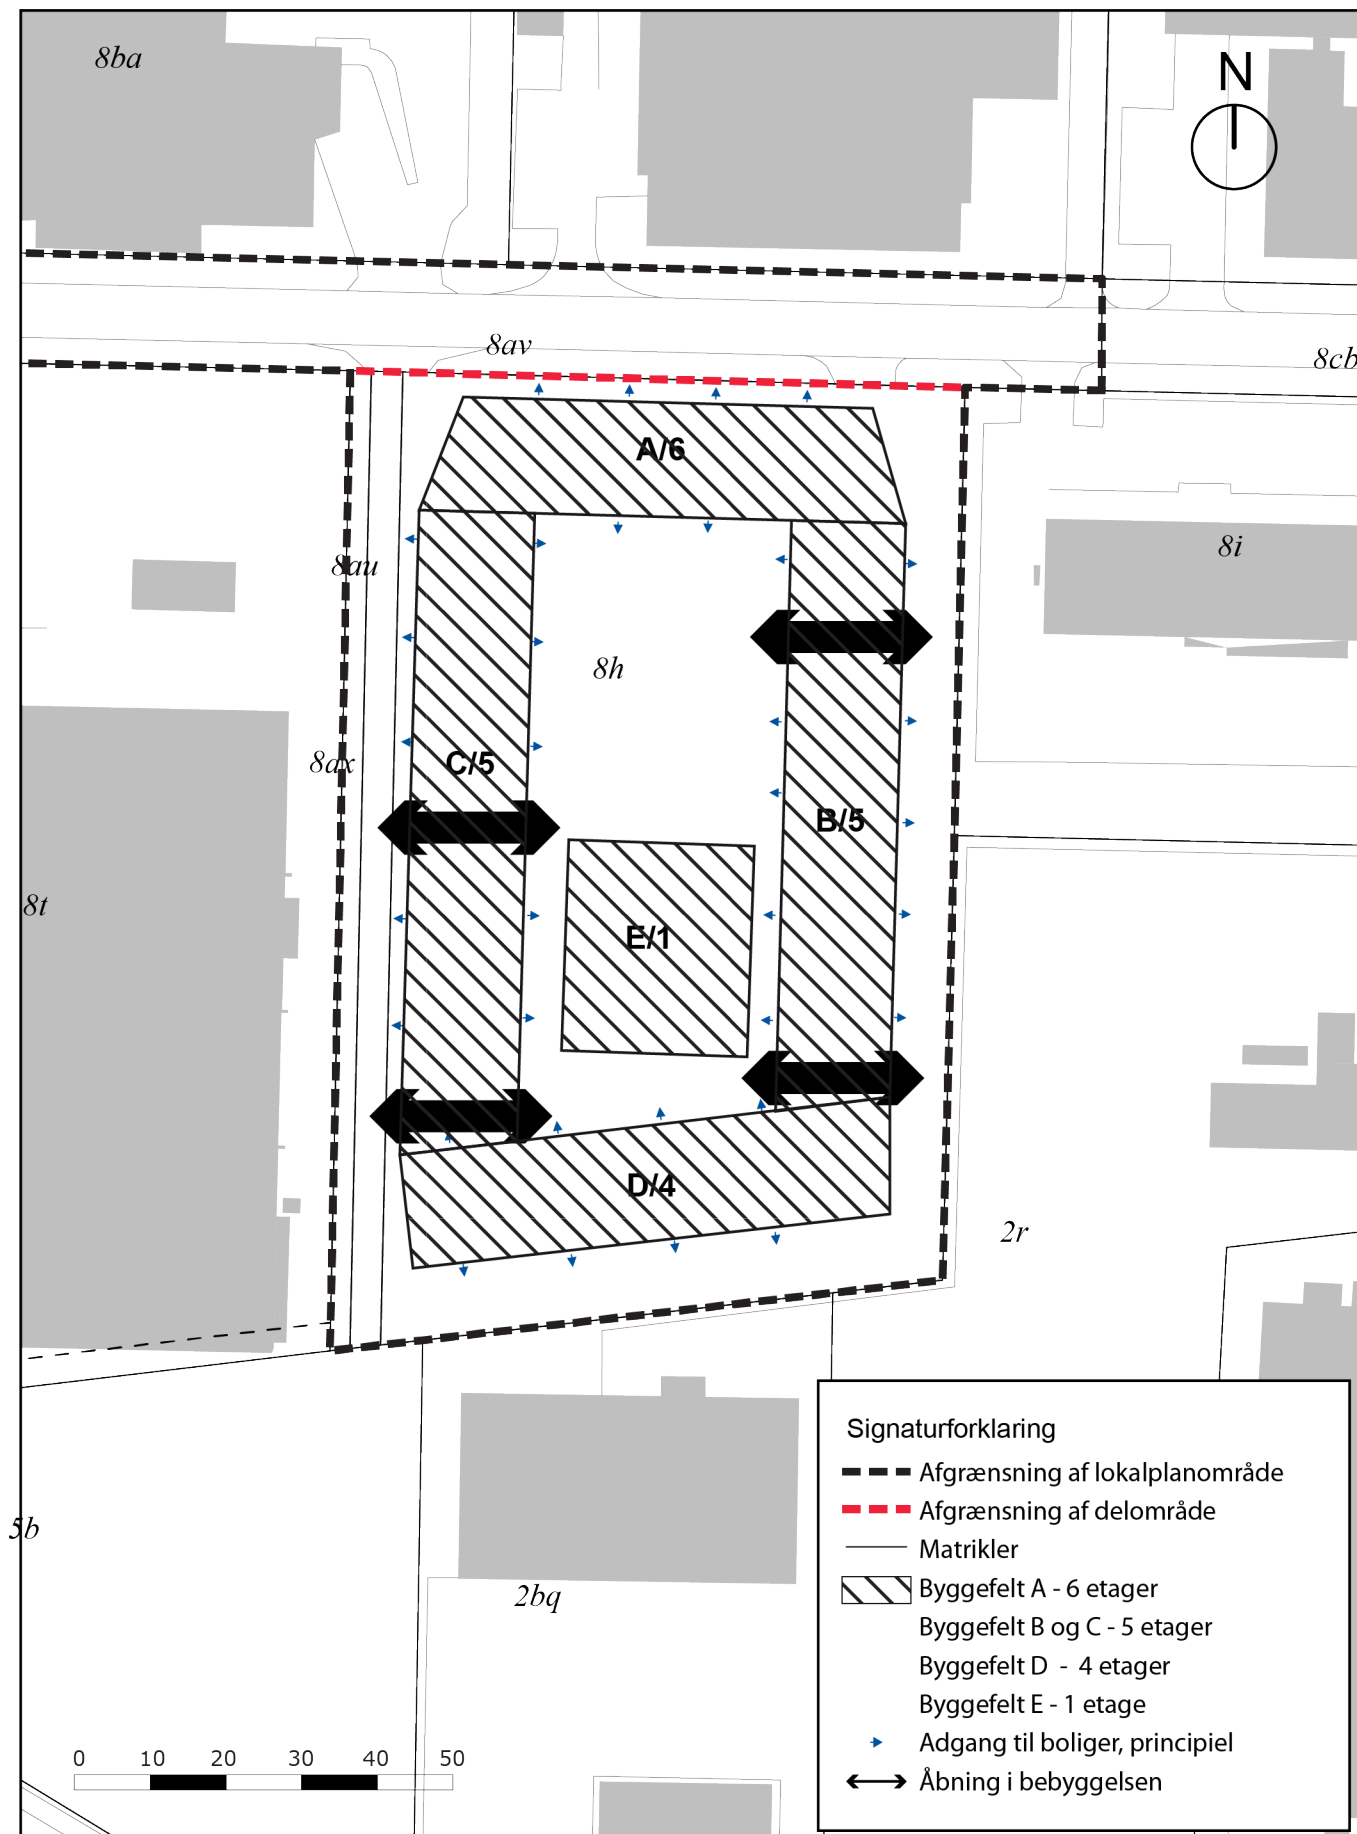 8ba
N
8av
8cb
A/6
8i
8au
8h
8ax
C/5
B/5
8t
E/1
D/4
2r
5b
2bq
0 10 20 30 40 50
Signaturforklaring
Afgrænsning af lokalplanområde
Afgrænsning af delområde
Matrikler
Byggefelt A - 6 etager
Byggefelt B og C - 5 etager
Byggefelt D - 4 etager
Byggefelt E - 1 etage
Adgang til boliger, principiel
Åbning i bebyggelsen